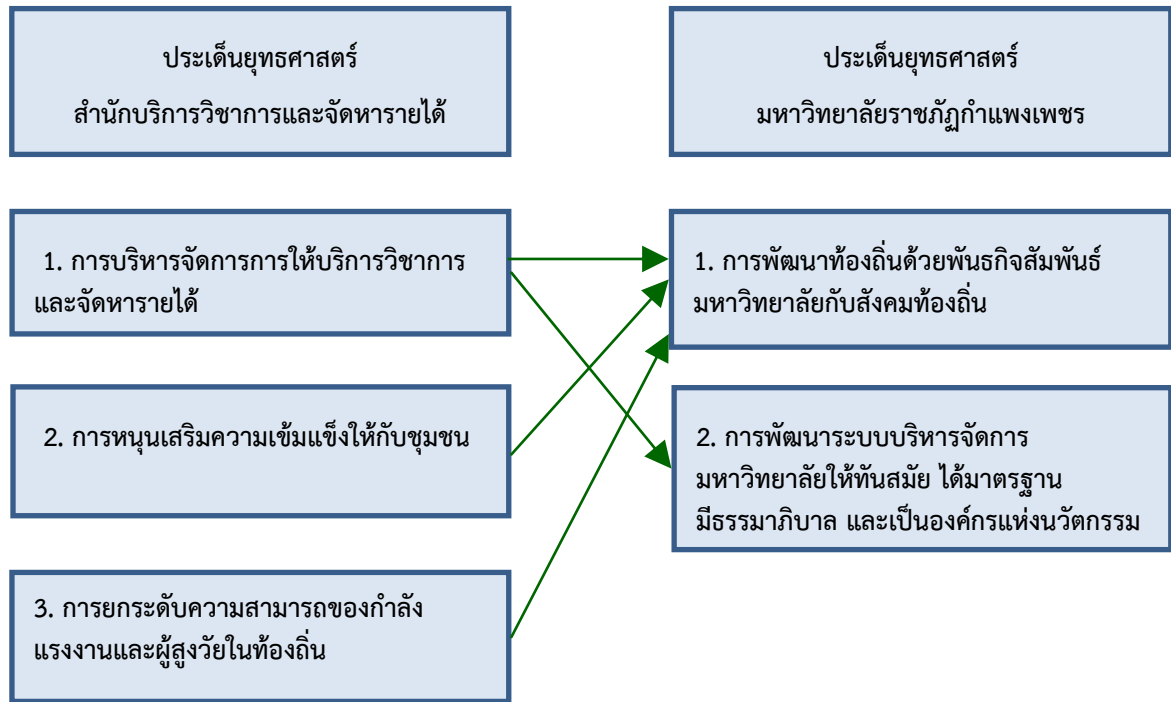 ประเด็นยุทธศาสตร์
สำนักบริการวิชาการและจัดหารายได้
ประเด็นยุทธศาสตร์
มหาวิทยาลัยราชภัฏกำแพงเพชร
1. การบริหารจัดการการให้บริการวิชาการ
และจัดหารายได้
1. การพัฒนาท้องถิ่นด้วยพันธกิจสัมพันธ์
มหาวิทยาลัยกับสังคมท้องถิ่น
2. การหนุนเสริมความเข้มแข็งให้กับชุมชน
2. การพัฒนาระบบบริหารจัดการ
มหาวิทยาลัยให้ทันสมัย ได้มาตรฐาน
มีธรรมาภิบาล และเป็นองค์กรแห่งนวัตกรรม
3. การยกระดับความสามารถของกำลัง
แรงงานและผู้สูงวัยในท้องถิ่น